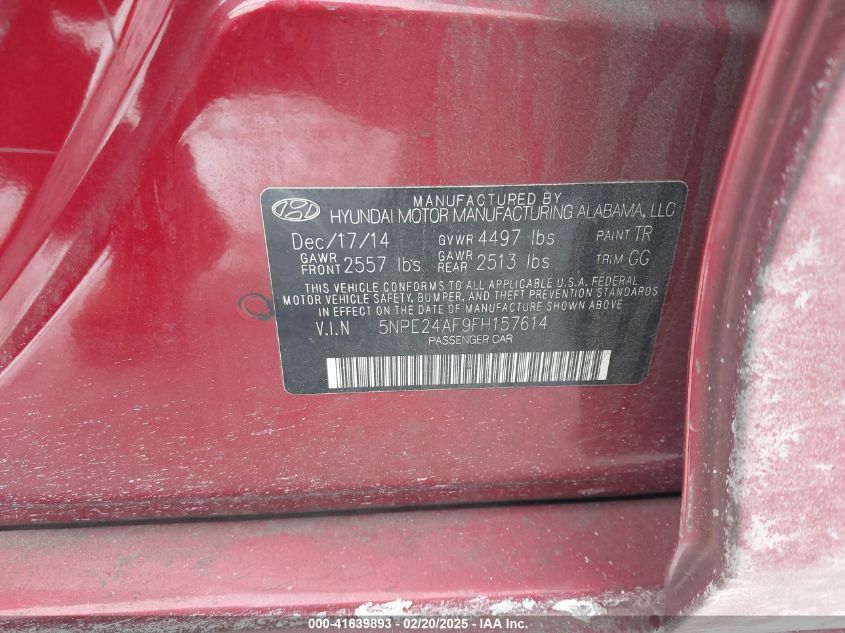 MANUFACTURED BY
HYUNDAI MOTOR MANUFACTURING ALABAMA, LLC
Dec/17/14 GVWR 4497 lbs PAINT TR
GAWR FRONT 2557 lbs GAWR REAR 2513 lbs TRIM GG
THIS VEHICLE CONFORMS TO ALL APPLICABLE U.S.A. FEDERAL
MOTOR VEHICLE SAFETY, BUMPER, AND THEFT PREVENTION STANDARDS
IN EFFECT ON THE DATE OF MANUFACTURE SHOWN ABOVE
V.I.N 5NPE24AF9FH157614
PASSENGER CAR
000-41639893 - 02/20/2025 - IAA Inc.